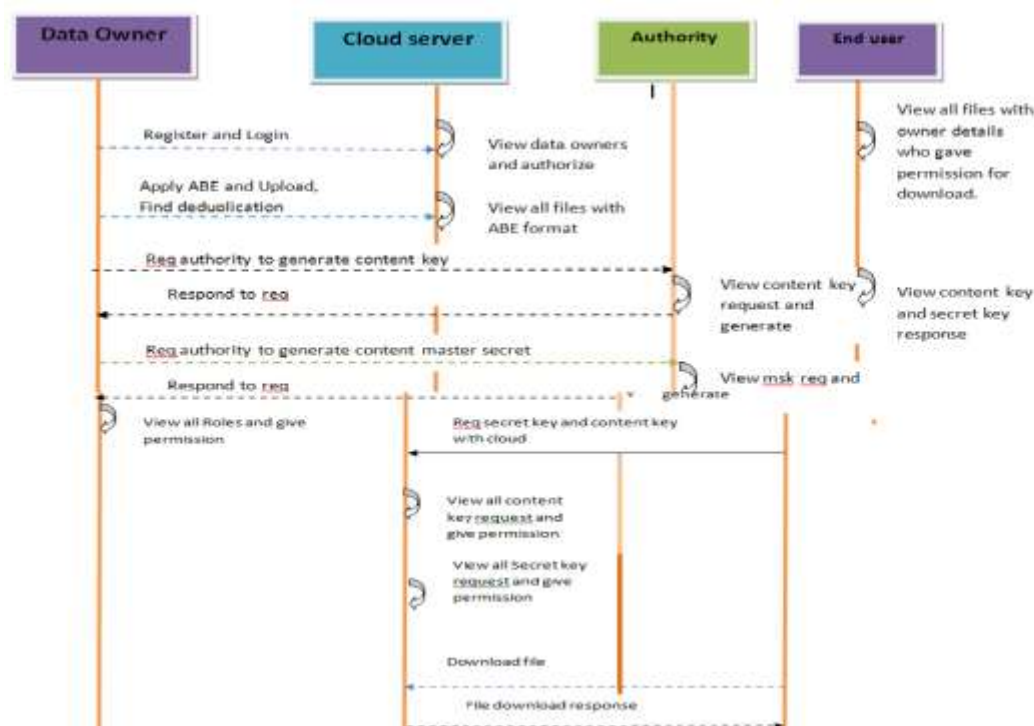 Data Owner
Cloud server
Authority
End user
Register and Login
View data owners
and authorize
View all files with
owner details
who gave
permission for
download.
Apply ABE and Upload,
Find deduolication
View all files with
ABE format
Req authority to generate content key
Respond to req
View content key
request and
generate
View content key
and secret key
response
Req authority to generate content master secret
Respond to req
View msk req and
generate
View all Roles and give
permission
Req secret key and content key
with cloud
View all content
key request and
give permission
View all Secret key
request and give
permission
Download file
File download response